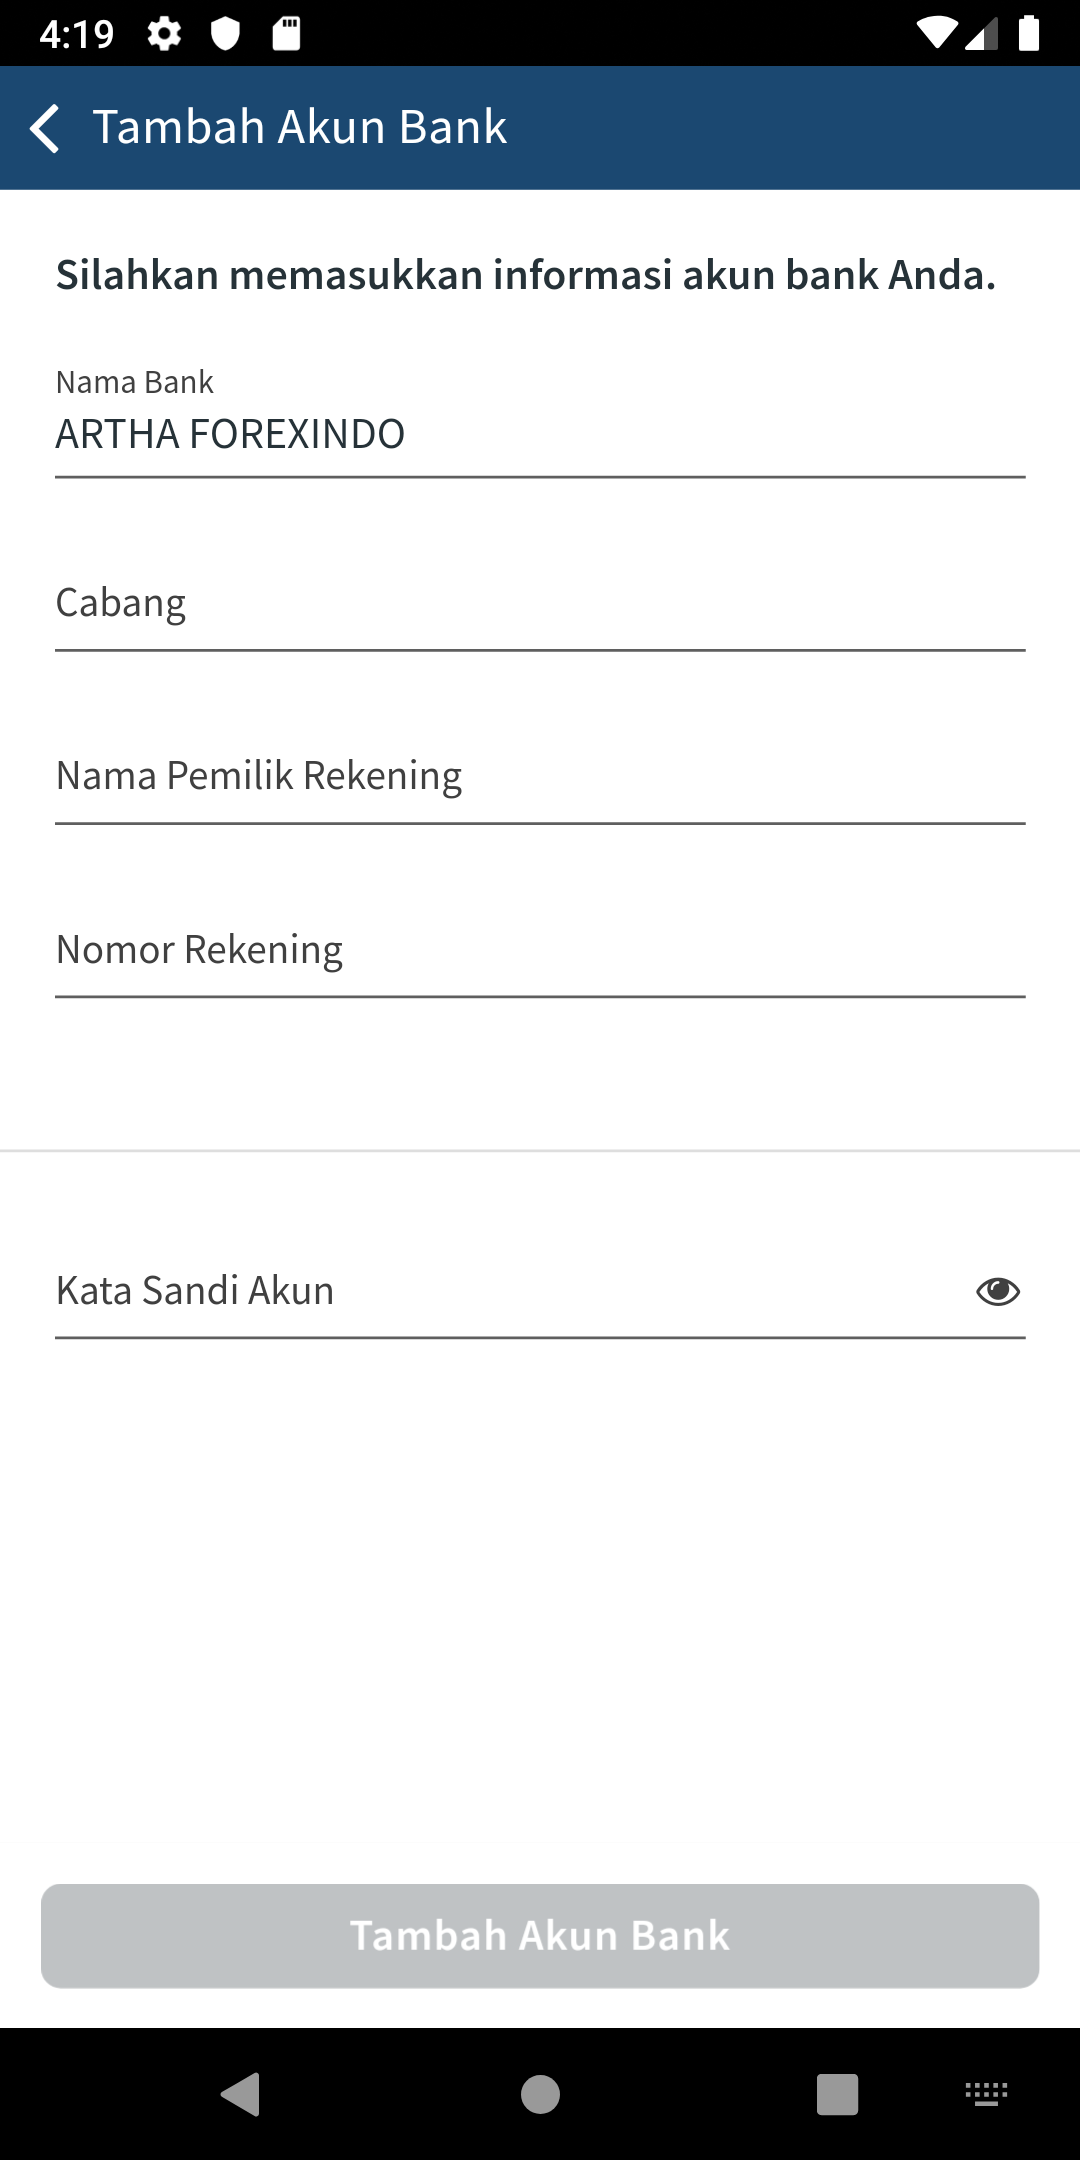 4:19
Tambah Akun Bank
Silahkan memasukkan informasi akun bank Anda.
Nama Bank
ARTHA FOREXINDO
Cabang
Nama Pemilik Rekening
Nomor Rekening
Kata Sandi Akun
Tambah Akun Bank